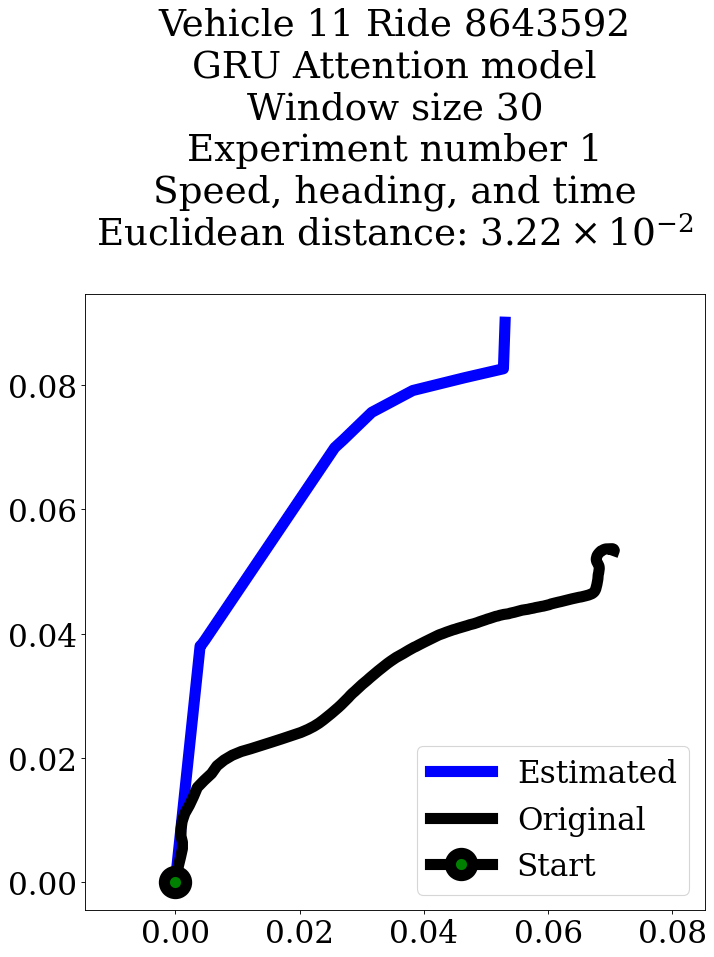 Vehicle 11 Ride 8643592
GRU Attention model
Window size 30
Experiment number 1
Speed, heading, and time
Euclidean distance: 3.22 × 10⁻²
0.08
0.06
0.04
0.02
0.00
Estimated
Original
Start
0.00 0.02 0.04 0.06 0.08